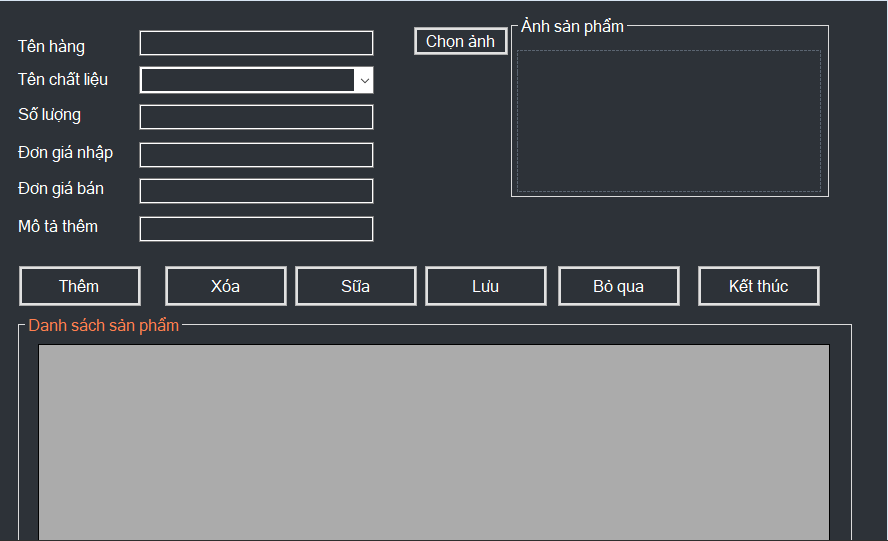 Tên hàng
Chọn ảnh
Ảnh sản phẩm
Tên chất liệu
Số lượng
Đơn giá nhập
Đơn giá bán
Mô tả thêm
Thêm
Xóa
Sữa
Lưu
Bỏ qua
Kết thúc
Danh sách sản phẩm